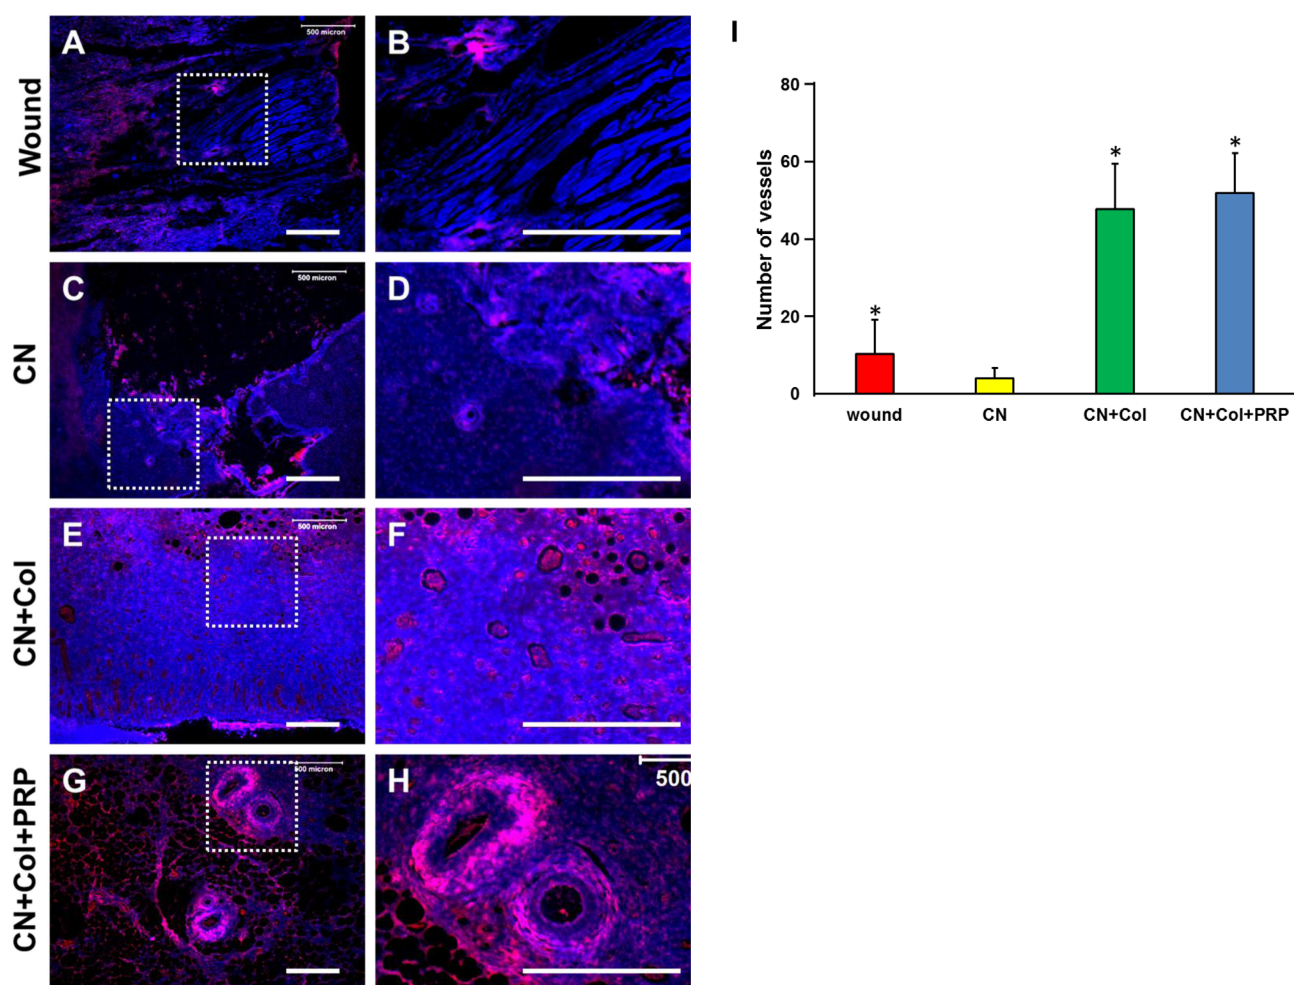 A
500 micron
B
Wound
C
500 micron
D
CN
E
500 micron
F
CN+Col
G
500 micron
H
500
CN+Col+PRP
I
80
60
40
20
0
Number of vessels
*
*
*
wound
CN
CN+Col
CN+Col+PRP